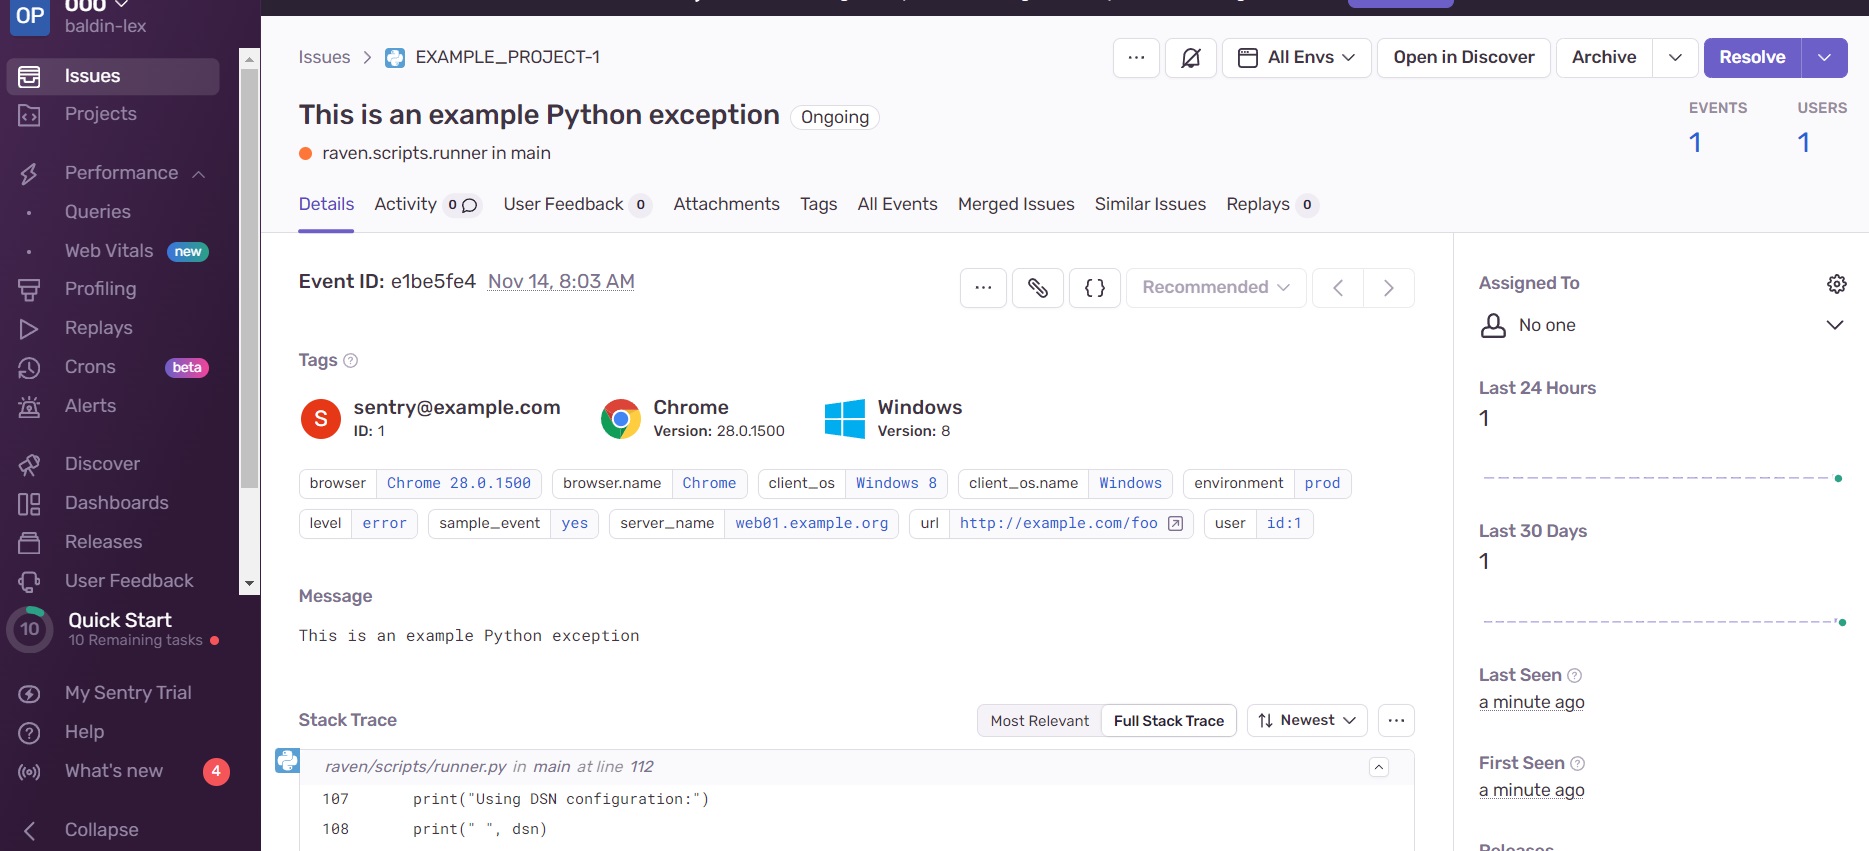 OP
baldin-lex
Issues
Projects
Performance
Queries
Web Vitals new
Profiling
Replays
Crons beta
Alerts
Discover
Dashboards
Releases
User Feedback
10 Quick Start
10 Remaining tasks
My Sentry Trial
Help
What's new 4
Collapse
Issues EXAMPLE_PROJECT-1
... All Envs Open in Discover Archive Resolve
This is an example Python exception Ongoing
raven.scripts.runner in main
EVENTS USERS
1 1
Details Activity 0 User Feedback 0 Attachments Tags All Events Merged Issues Similar Issues Replays 0
Event ID: e1be5fe4 Nov 14, 8:03 AM
... {} Recommended
Tags ?
S sentry@example.com
ID: 1
Chrome
Version: 28.0.1500
Windows
Version: 8
browser Chrome 28.0.1500 browser.name Chrome client_os Windows 8 client_os.name Windows environment prod
level error sample_event yes server_name web01.example.org url http://example.com/foo user id:1
Message
This is an example Python exception
Stack Trace Most Relevant Full Stack Trace Newest ...
raven/scripts/runner.py in main at line 112
107 print("Using DSN configuration:")
108 print(" ", dsn)
Assigned To
No one
Last 24 Hours
1
Last 30 Days
1
Last Seen ?
a minute ago
First Seen ?
a minute ago
Releases